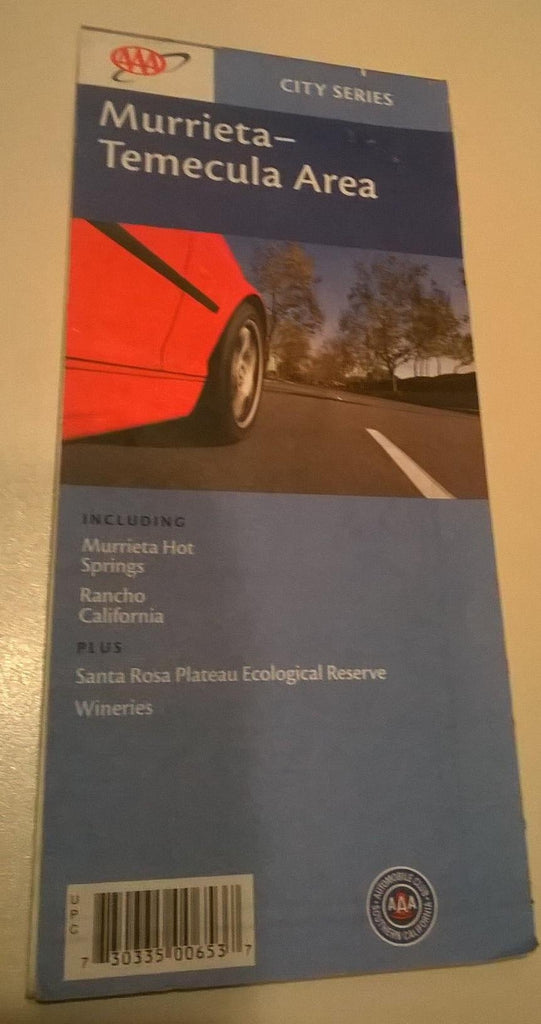 AAA
CITY SERIES
Murrieta–
Temecula Area
INCLUDING
Murrieta Hot
Springs
Rancho
California
PLUS
Santa Rosa Plateau Ecological Reserve
Wineries
UPC
7 30335 00653 7
AUTOMOBILE CLUB
AAA
SOUTHERN CALIFORNIA